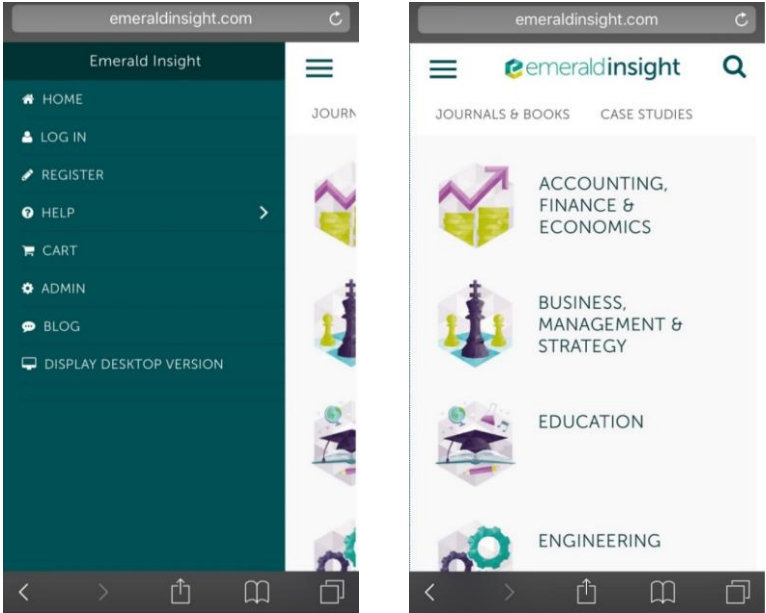 emeraldinsight.com
Emerald Insight
HOME
LOG IN
REGISTER
HELP
CART
ADMIN
BLOG
DISPLAY DESKTOP VERSION
JOURN
emeraldinsight.com
emeraldinsight
JOURNALS & BOOKS CASE STUDIES
ACCOUNTING,
FINANCE &
ECONOMICS
BUSINESS,
MANAGEMENT &
STRATEGY
EDUCATION
ENGINEERING